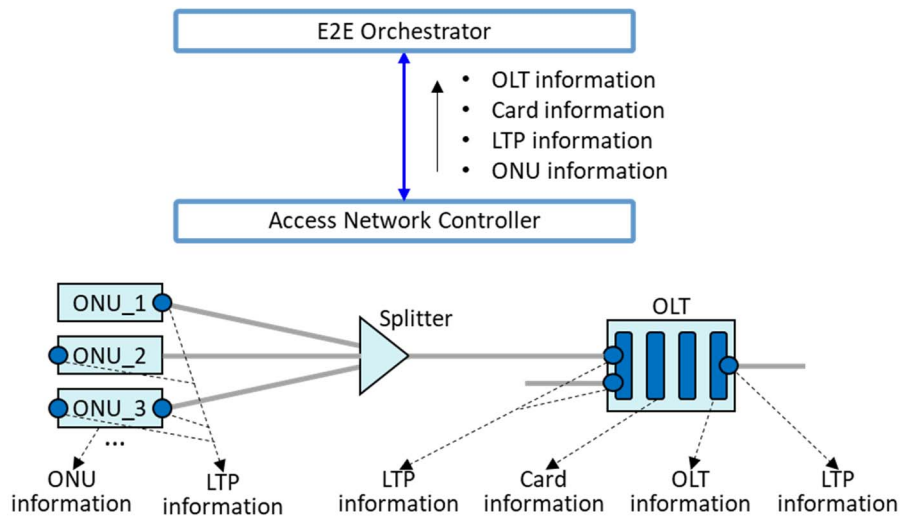 E2E Orchestrator
• OLT information
• Card information
• LTP information
• ONU information
Access Network Controller
ONU_1
ONU_2
ONU_3
...
Splitter
OLT
ONU
information
LTP
information
LTP
information
Card
information
OLT
information
LTP
information